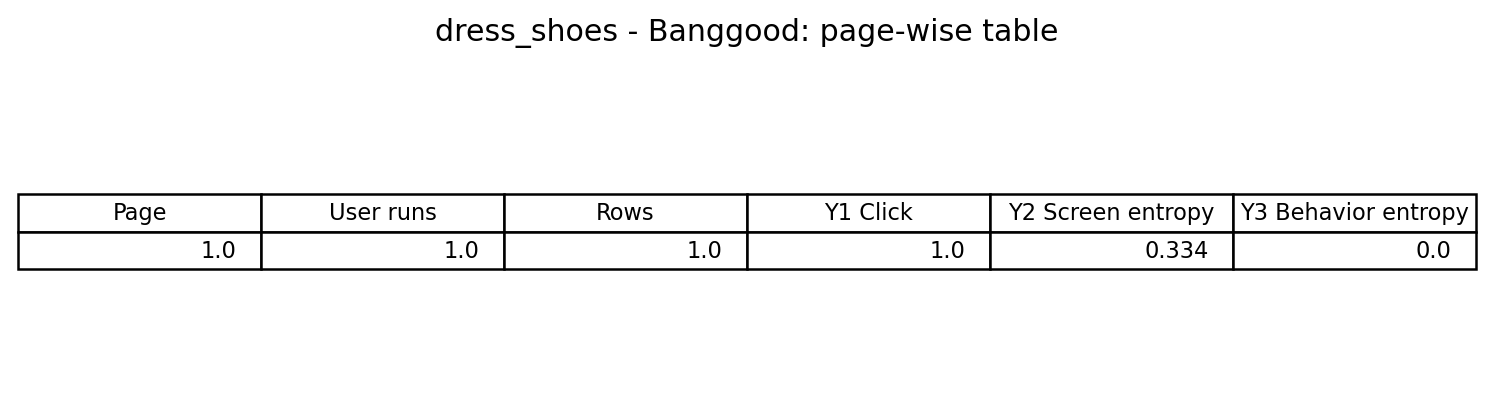 dress_shoes - Banggood: page-wise table
Page User runs Rows Y1 Click Y2 Screen entropy Y3 Behavior entropy
1.0 1.0 1.0 1.0 0.334 0.0